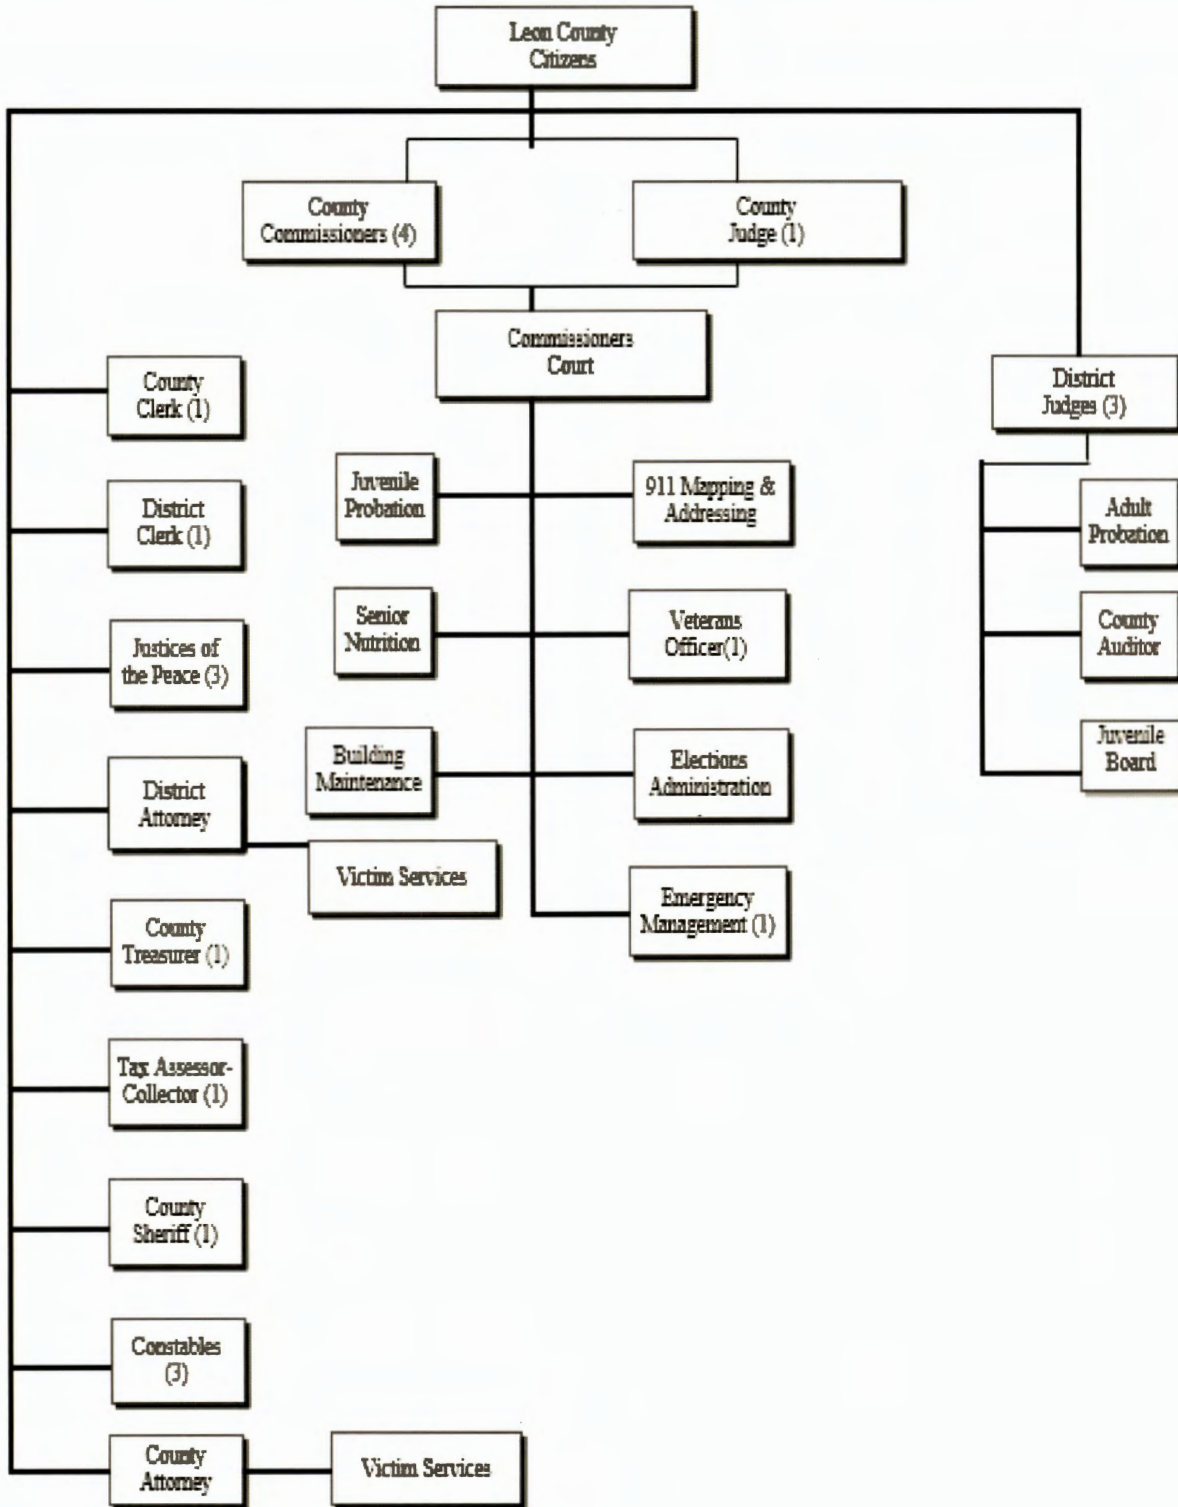 Leon County
Citizens
County
Commissioners (4)
County
Judge (1)
Commissioners
Court
County
Clerk (1)
District
Clerk (1)
Justices of
the Peace (3)
District
Attorney
Victim Services
County
Treasurer (1)
Tax Assessor-
Collector (1)
County
Sheriff (1)
Constables
(3)
County
Attorney
Victim Services
Juvenile
Probation
911 Mapping &
Addressing
Senior
Nutrition
Veterans
Officer(1)
Building
Maintenance
Elections
Administration
Emergency
Management (1)
District
Judges (3)
Adult
Probation
County
Auditor
Juvenile
Board